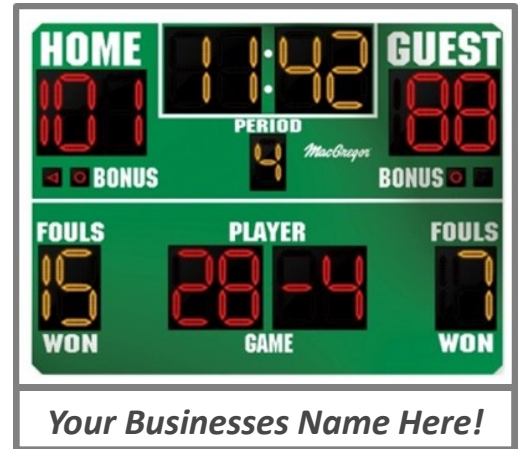 HOME 11:42 GUEST
101 88
PERIOD
4 MacGregor
BONUS BONUS
FOULS PLAYER FOULS
15 28-4 7
WON GAME WON
Your Businesses Name Here!